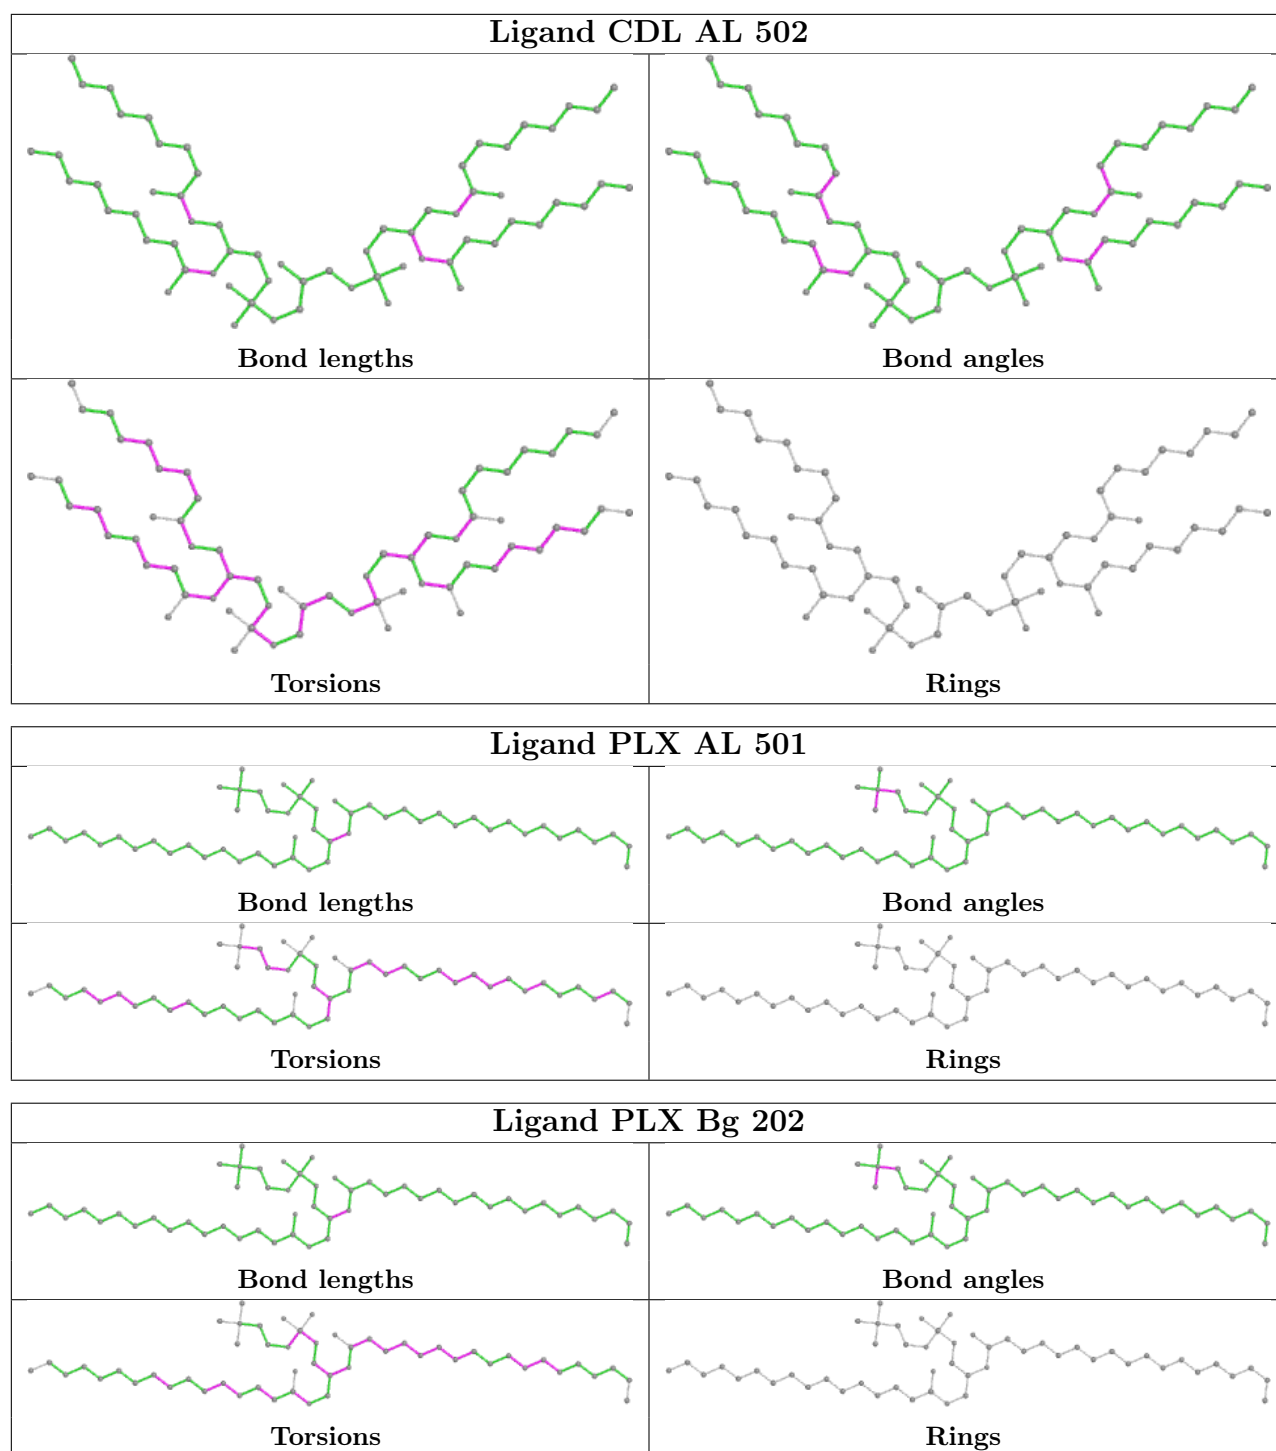 Ligand CDL AL 502
Bond lengths
Bond angles
Torsions
Rings
Ligand PLX AL 501
Bond lengths
Bond angles
Torsions
Rings
Ligand PLX Bg 202
Bond lengths
Bond angles
Torsions
Rings